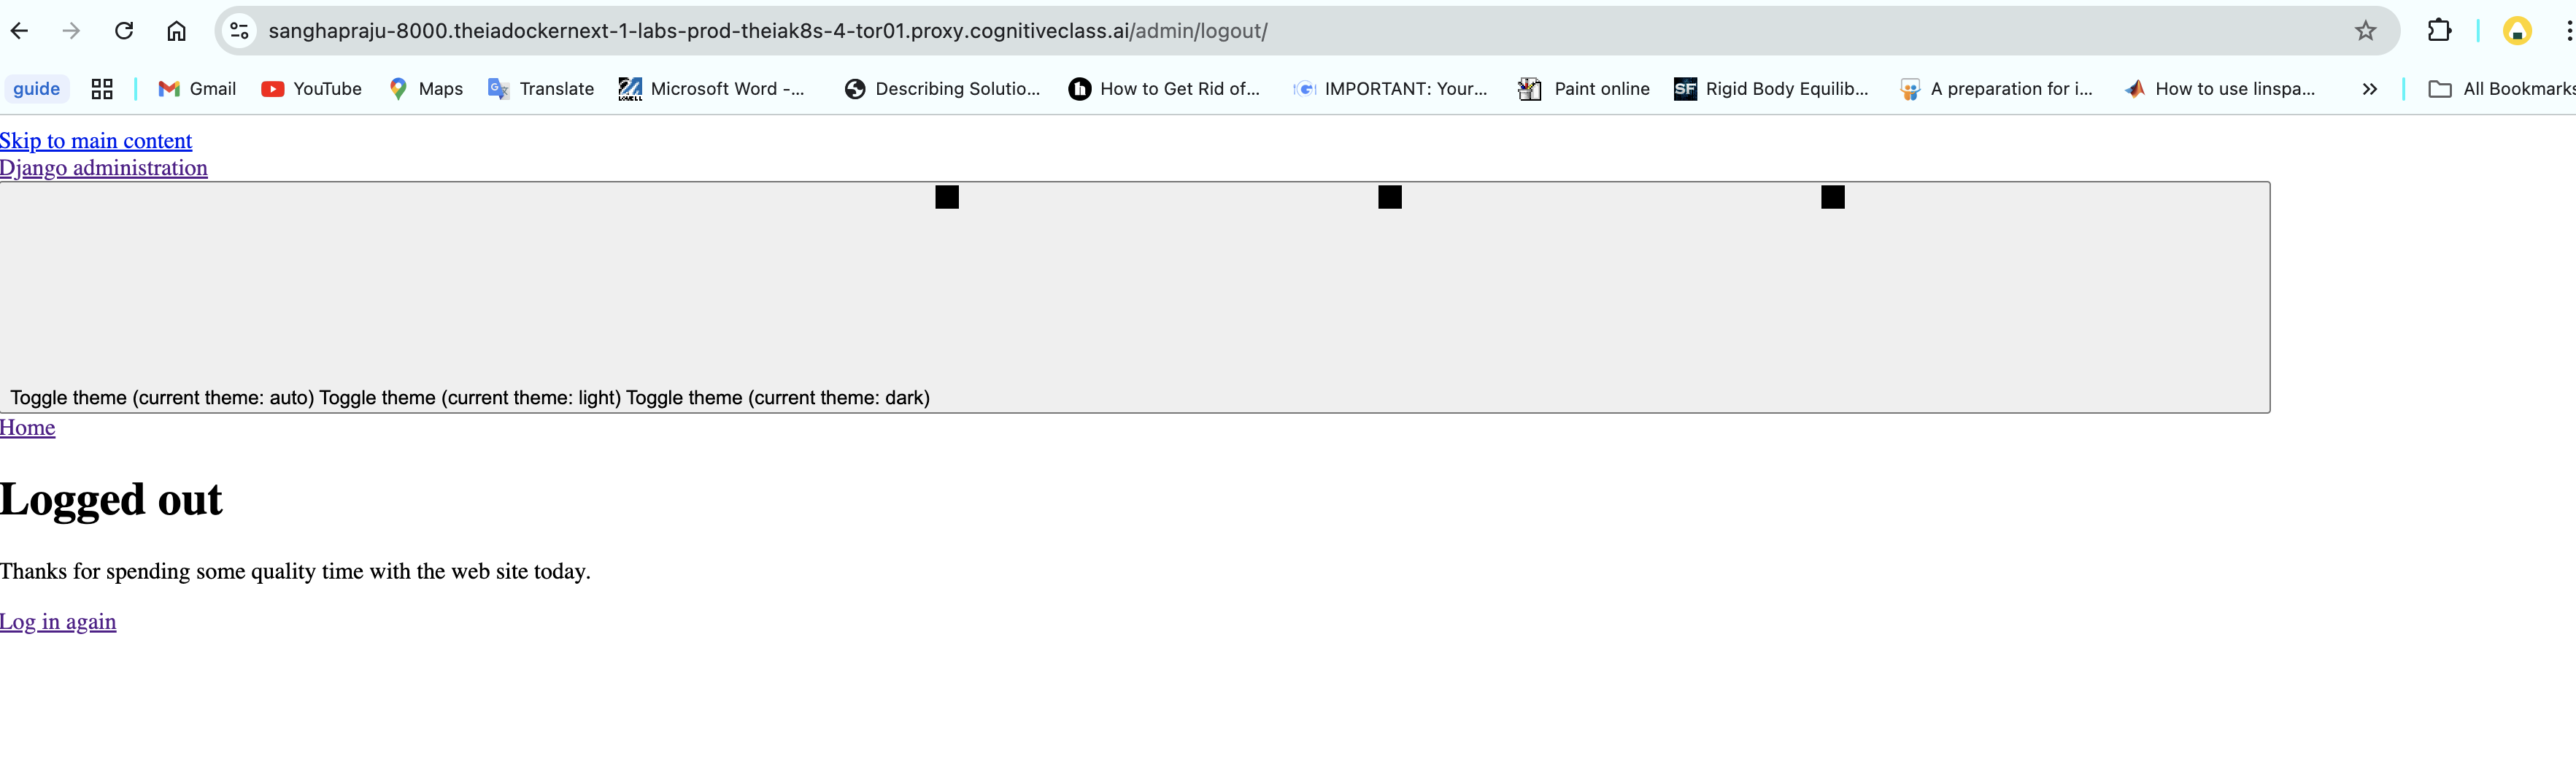 sanghapraju-8000.theiadockernext-1-labs-prod-theiak8s-4-tor01.proxy.cognitiveclass.ai/admin/logout/
guide Gmail YouTube Maps Translate Microsoft Word -... Describing Solutio... How to Get Rid of... IMPORTANT: Your... Paint online SF Rigid Body Equilib... A preparation for i... How to use linspa... » All Bookmarks
Skip to main content
Django administration
Toggle theme (current theme: auto) Toggle theme (current theme: light) Toggle theme (current theme: dark)
Home
Logged out
Thanks for spending some quality time with the web site today.
Log in again